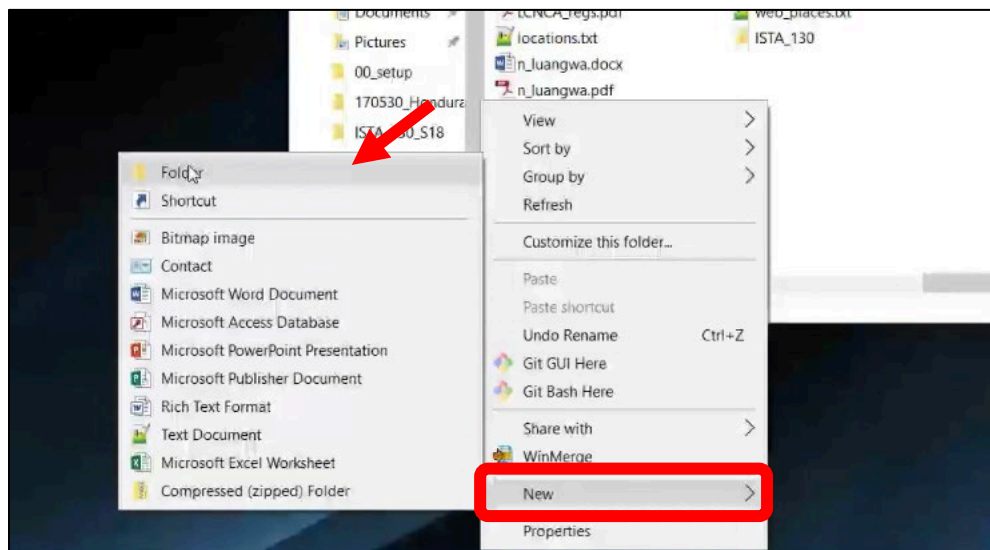 Documents
Pictures
00_setup
170530_Hondura
ISTA_130_S18
LCNCA_regs.pdf
locations.txt
n_luangwa.docx
n_luangwa.pdf
web_places.txt
ISTA_130
View
Sort by
Group by
Refresh
Customize this folder...
Paste
Paste shortcut
Undo Rename Ctrl+Z
Git GUI Here
Git Bash Here
Share with
WinMerge
New
Properties
Folder
Shortcut
Bitmap image
Contact
Microsoft Word Document
Microsoft Access Database
Microsoft PowerPoint Presentation
Microsoft Publisher Document
Rich Text Format
Text Document
Microsoft Excel Worksheet
Compressed (zipped) Folder